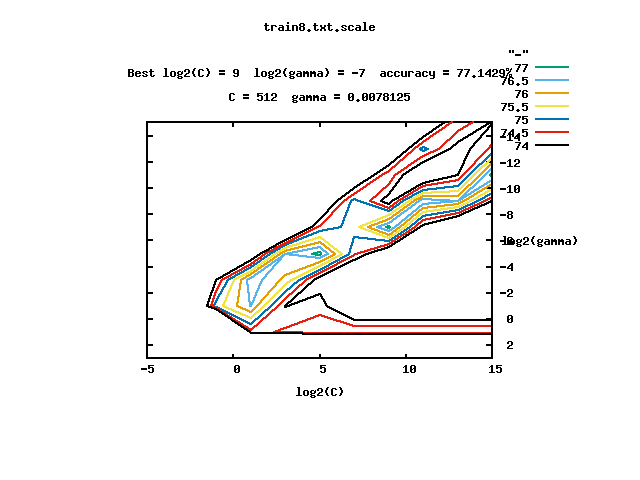 train8.txt.scale
"-"
Best log2(C) = 9  log2(gamma) = -7  accuracy = 77.1429%
C = 512  gamma = 0.0078125
77
76.5
76
75.5
75
74.5
74
-14
-12
-10
-8
-6
log2(gamma)
-4
-2
0
2
-5 0 5 10 15
log2(C)